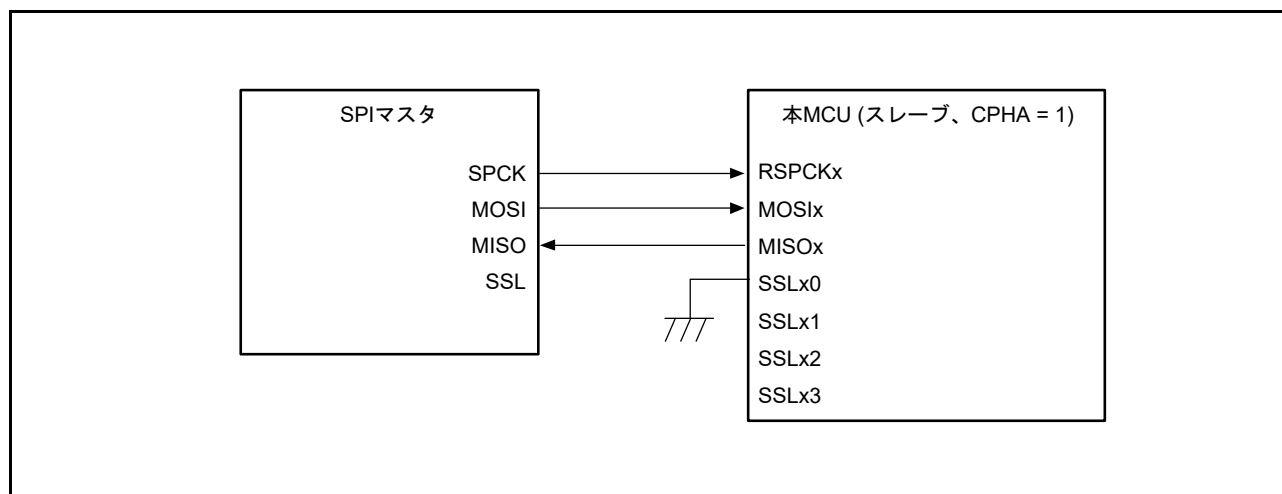 SPIマスタ
SPCK
MOSI
MISO
SSL
本MCU (スレーブ、CPHA = 1)
RSPCKx
MOSIx
MISOx
SSLx0
SSLx1
SSLx2
SSLx3